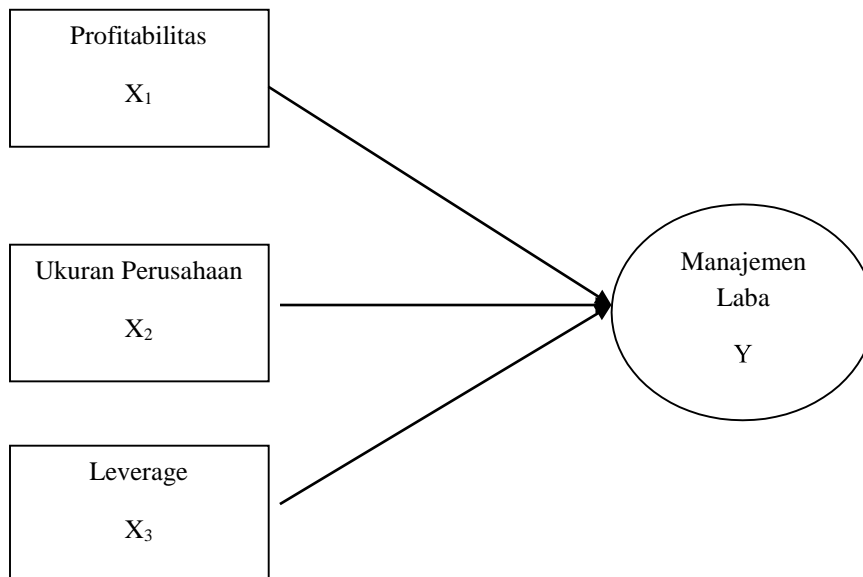 Profitabilitas
X₁
Ukuran Perusahaan
X₂
Leverage
X₃
Manajemen
Laba
Y